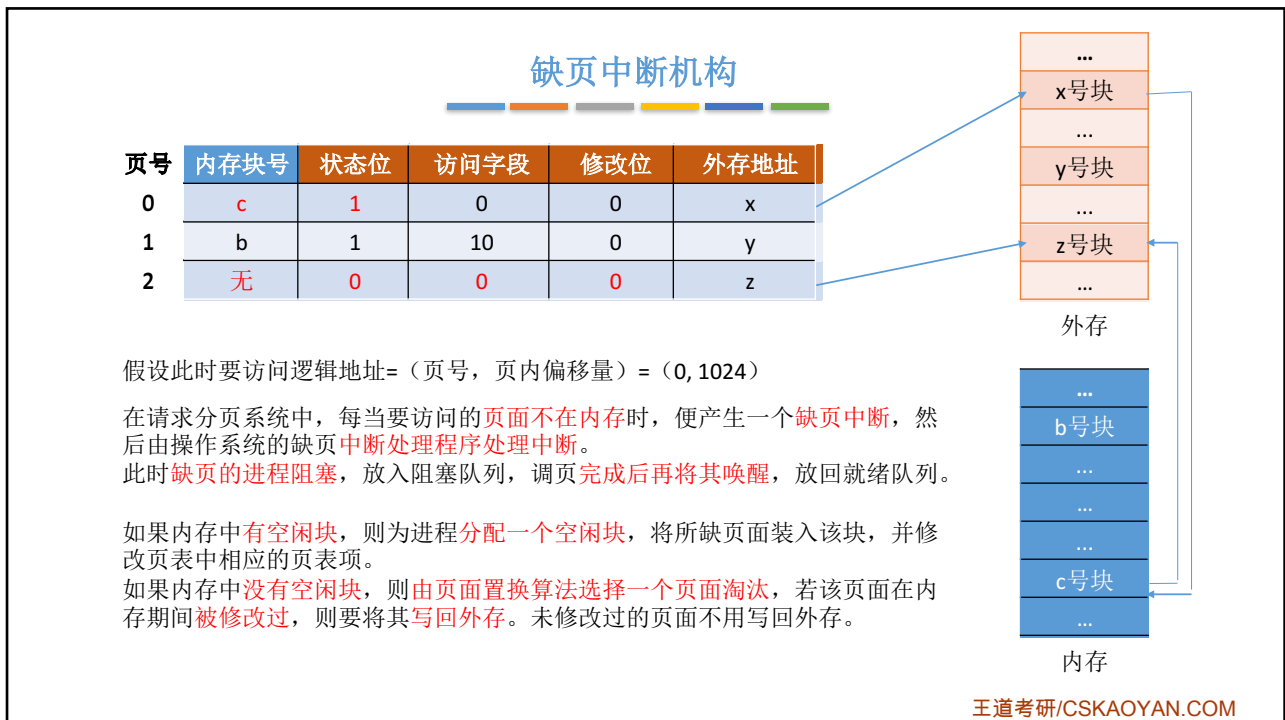 缺页中断机构
页号 内存块号 状态位 访问字段 修改位 外存地址
0 c 1 0 0 x
1 b 1 10 0 y
2 无 0 0 0 z
假设此时要访问逻辑地址=（页号，页内偏移量）=（0, 1024）
在请求分页系统中，每当要访问的页面不在内存时，便产生一个缺页中断，然
后由操作系统的缺页中断处理程序处理中断。
此时缺页的进程阻塞，放入阻塞队列，调页完成后再将其唤醒，放回就绪队列。
如果内存中有空闲块，则为进程分配一个空闲块，将所缺页面装入该块，并修
改页表中相应的页表项。
如果内存中没有空闲块，则由页面置换算法选择一个页面淘汰，若该页面在内
存期间被修改过，则要将其写回外存。未修改过的页面不用写回外存。
...
x号块
...
y号块
...
z号块
...
外存
...
b号块
...
...
...
c号块
...
内存
王道考研/CSKAOYAN.COM